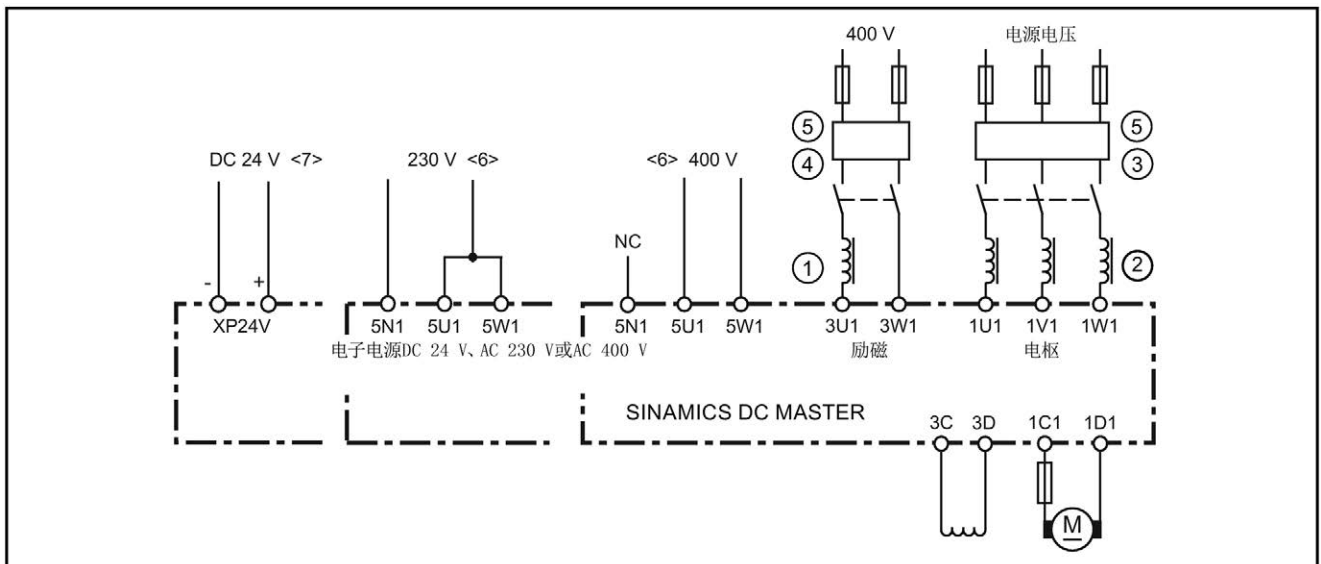 400 V
电源电压
⑤
⑤
DC 24 V <7>
230 V <6>
<6> 400 V
④
③
NC
①
②
- +
XP24V
5N1 5U1 5W1
5N1 5U1 5W1
3U1 3W1
1U1 1V1 1W1
电子电源DC 24 V、AC 230 V或AC 400 V
励磁
电枢
SINAMICS DC MASTER
3C 3D 1C1 1D1
M